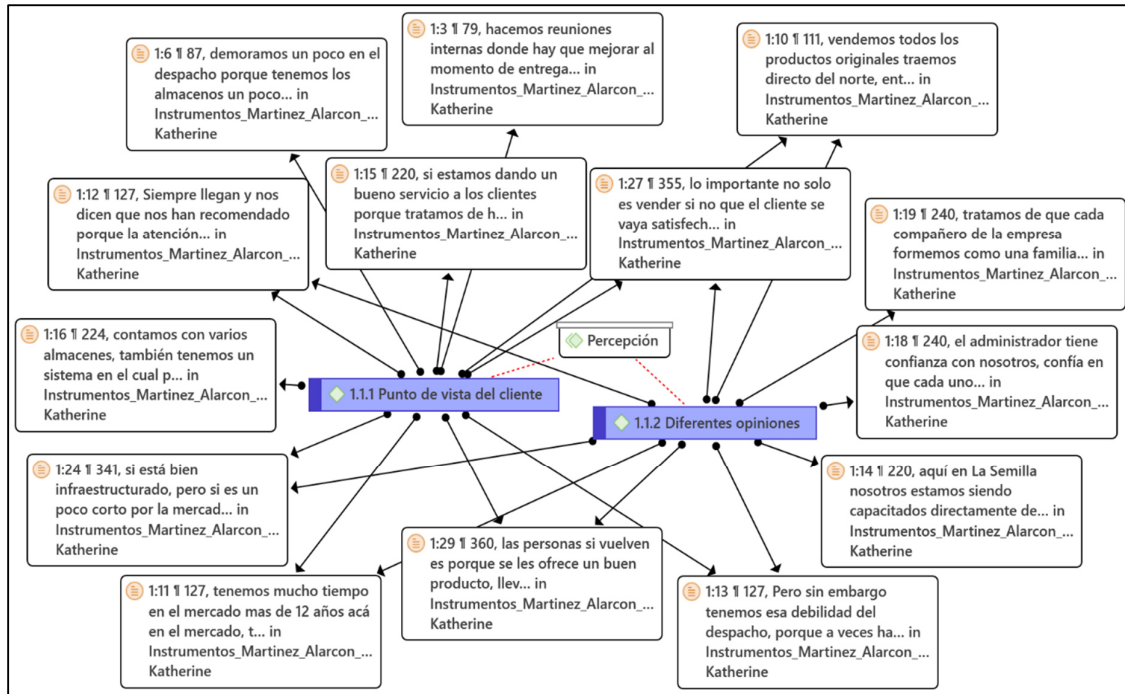 1:6 ¶ 87, demoramos un poco en el
despacho porque tenemos los
almacenos un poco... in
Instrumentos_Martinez_Alarcon_...
Katherine
1:3 ¶ 79, hacemos reuniones
internas donde hay que mejorar al
momento de entrega... in
Instrumentos_Martinez_Alarcon_...
Katherine
1:10 ¶ 111, vendemos todos los
productos originales traemos
directo del norte, ent... in
Instrumentos_Martinez_Alarcon_...
Katherine
1:12 ¶ 127, Siempre llegan y nos
dicen que nos han recomendado
porque la atención... in
Instrumentos_Martinez_Alarcon_...
Katherine
1:15 ¶ 220, si estamos dando un
bueno servicio a los clientes
porque tratamos de h... in
Instrumentos_Martinez_Alarcon_...
Katherine
1:27 ¶ 355, lo importante no solo
es vender si no que el cliente se
vaya satisfech... in
Instrumentos_Martinez_Alarcon_...
Katherine
1:19 ¶ 240, tratamos de que cada
compañero de la empresa
formemos como una familia... in
Instrumentos_Martinez_Alarcon_...
Katherine
1:16 ¶ 224, contamos con varios
almacenes, también tenemos un
sistema en el cual p... in
Instrumentos_Martinez_Alarcon_...
Katherine
Percepción
1.1.1 Punto de vista del cliente
1.1.2 Diferentes opiniones
1:18 ¶ 240, el administrador tiene
confianza con nosotros, confía en
que cada uno... in
Instrumentos_Martinez_Alarcon_...
Katherine
1:24 ¶ 341, si está bien
infraestructurado, pero si es un
poco corto por la mercad... in
Instrumentos_Martinez_Alarcon_...
Katherine
1:14 ¶ 220, aquí en La Semilla
nosotros estamos siendo
capacitados directamente de... in
Instrumentos_Martinez_Alarcon_...
Katherine
1:11 ¶ 127, tenemos mucho tiempo
en el mercado mas de 12 años acá
en el mercado, t... in
Instrumentos_Martinez_Alarcon_...
Katherine
1:29 ¶ 360, las personas si vuelven
es porque se les ofrece un buen
producto, llev... in
Instrumentos_Martinez_Alarcon_...
Katherine
1:13 ¶ 127, Pero sin embargo
tenemos esa debilidad del
despacho, porque a veces ha... in
Instrumentos_Martinez_Alarcon_...
Katherine